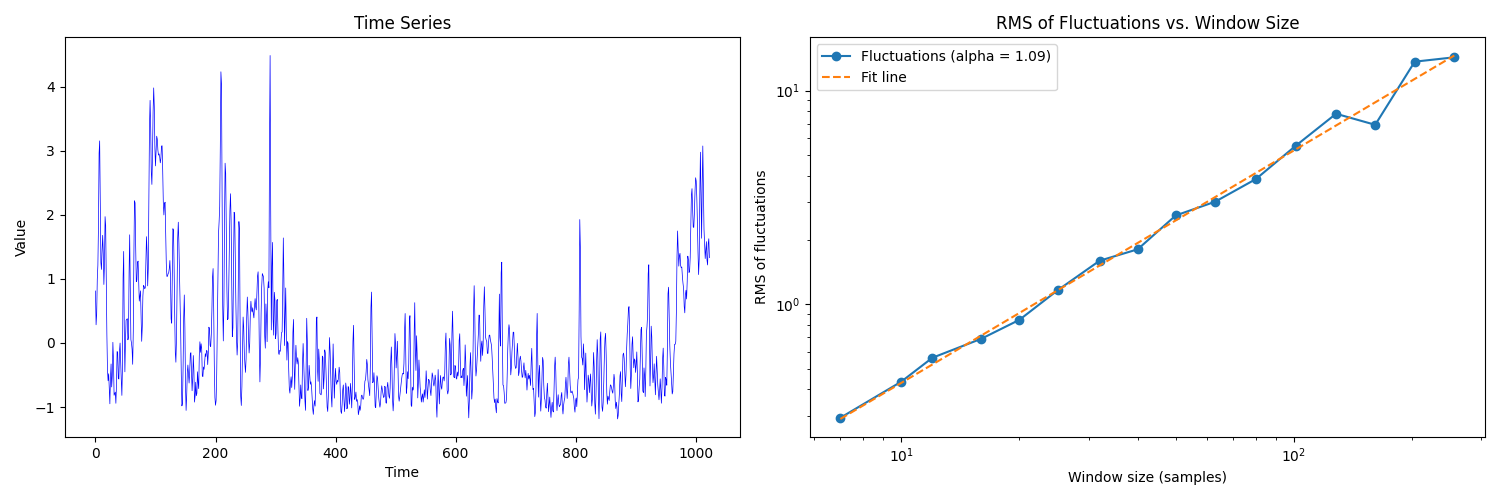 Time Series
Value
4
3
2
1
0
−1
0
200
400
600
800
1000
Time
RMS of Fluctuations vs. Window Size
RMS of fluctuations
Fluctuations (alpha = 1.09)
Fit line
10¹
10⁰
10¹
10²
Window size (samples)